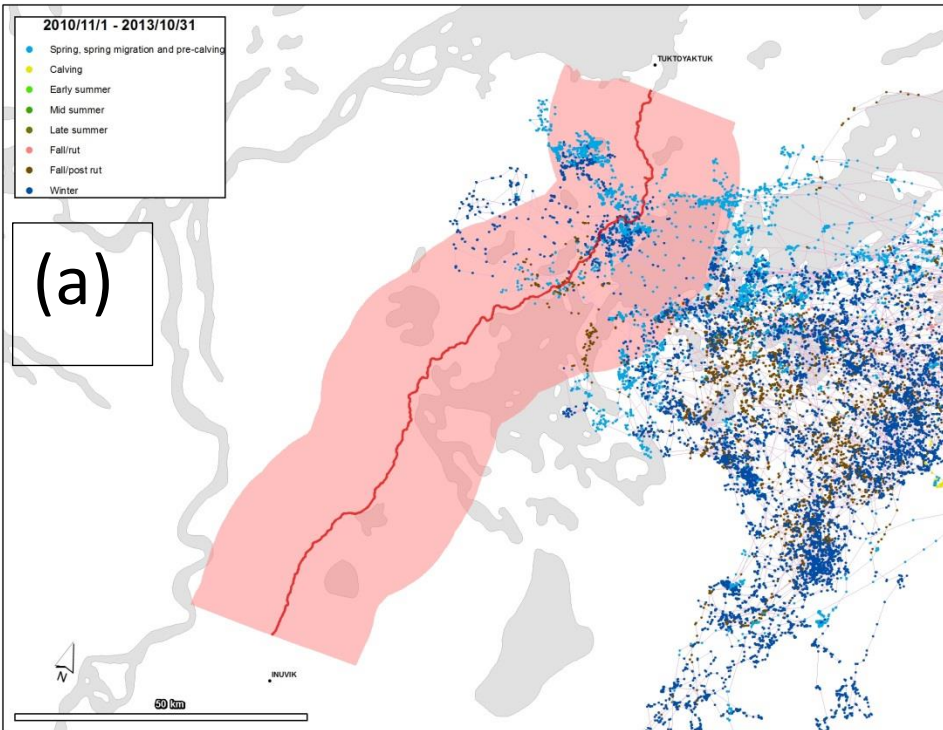 2010/11/1 - 2013/10/31
Spring, spring migration and pre-calving
Calving
Early summer
Mid summer
Late summer
Fall/rut
Fall/post rut
Winter
(a)
TUKTOYAKTUK
N
INUVIK
50 km